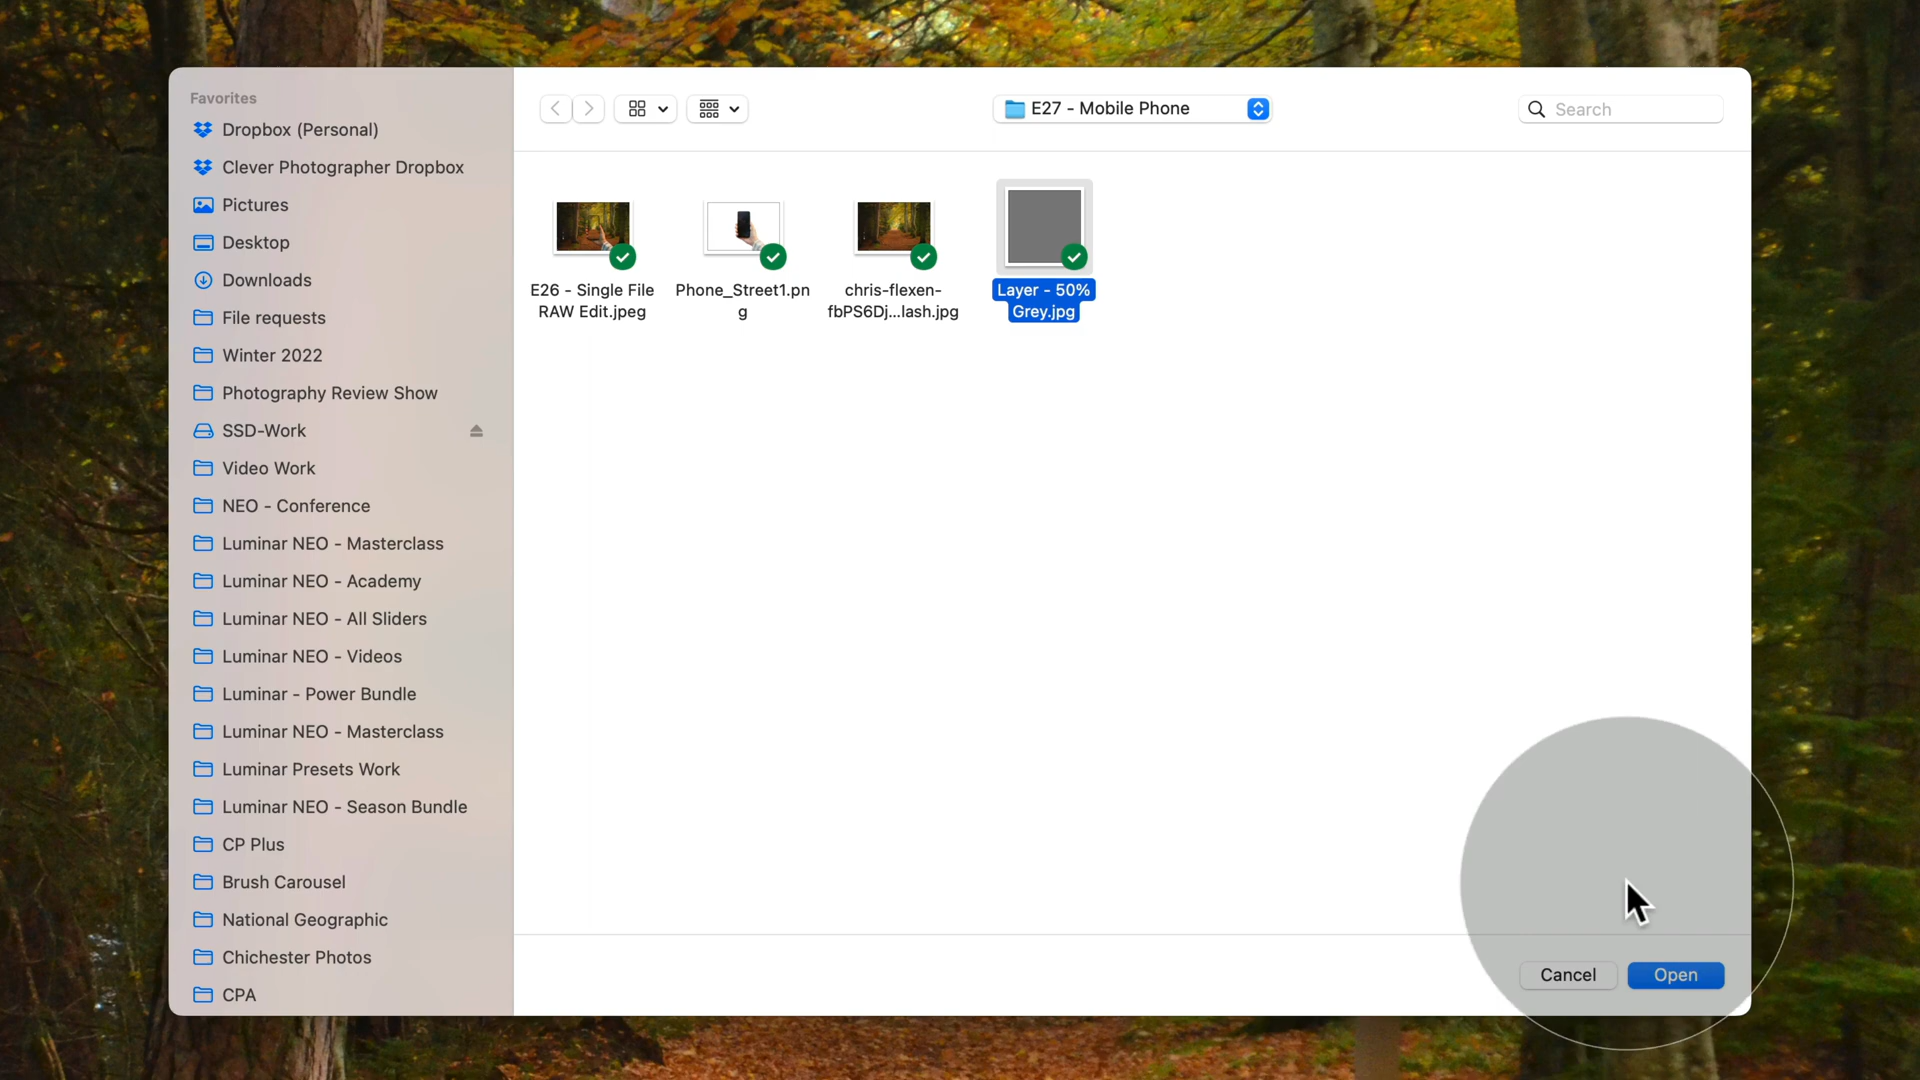 Favorites
Dropbox (Personal)
Clever Photographer Dropbox
Pictures
Desktop
Downloads
File requests
Winter 2022
Photography Review Show
SSD-Work
Video Work
NEO - Conference
Luminar NEO - Masterclass
Luminar NEO - Academy
Luminar NEO - All Sliders
Luminar NEO - Videos
Luminar - Power Bundle
Luminar NEO - Masterclass
Luminar Presets Work
Luminar NEO - Season Bundle
CP Plus
Brush Carousel
National Geographic
Chichester Photos
CPA
E27 - Mobile Phone
Search
E26 - Single File
RAW Edit.jpeg
Phone_Street1.pn
g
chris-flexen-
fbPS6Dj...lash.jpg
Layer - 50%
Grey.jpg
Cancel
Open